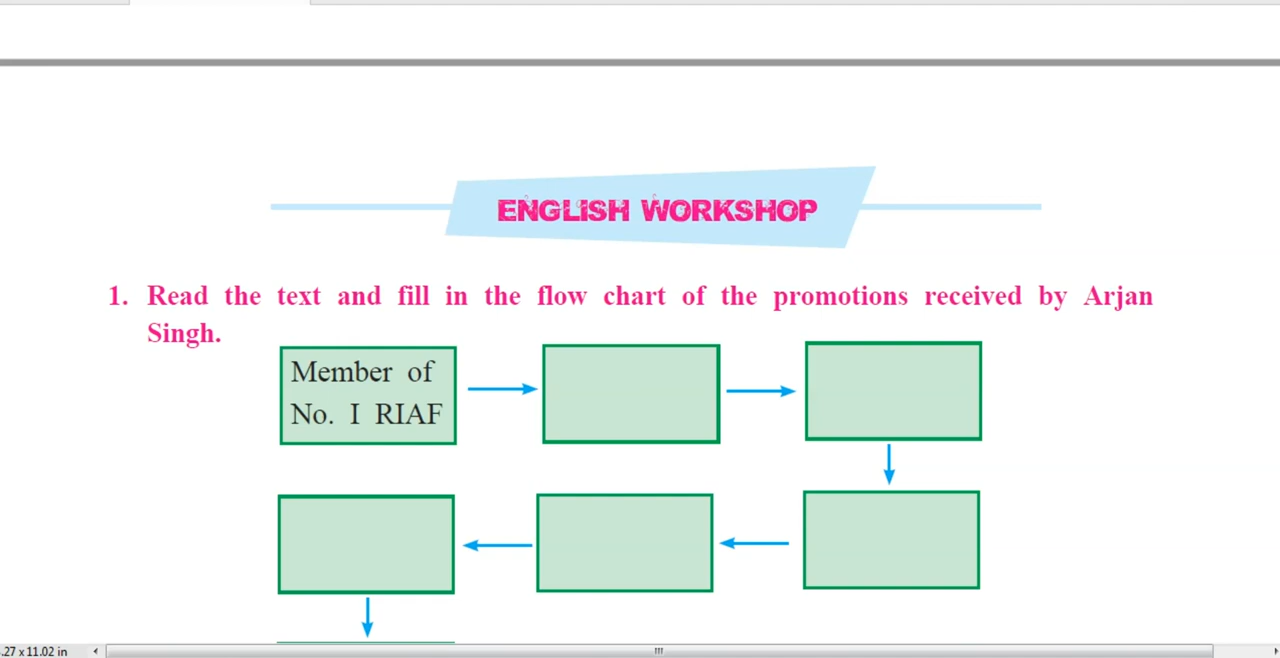 ENGLISH WORKSHOP
1. Read the text and fill in the flow chart of the promotions received by Arjan
Singh.
Member of
No. I RIAF
.27 x 11.02 in